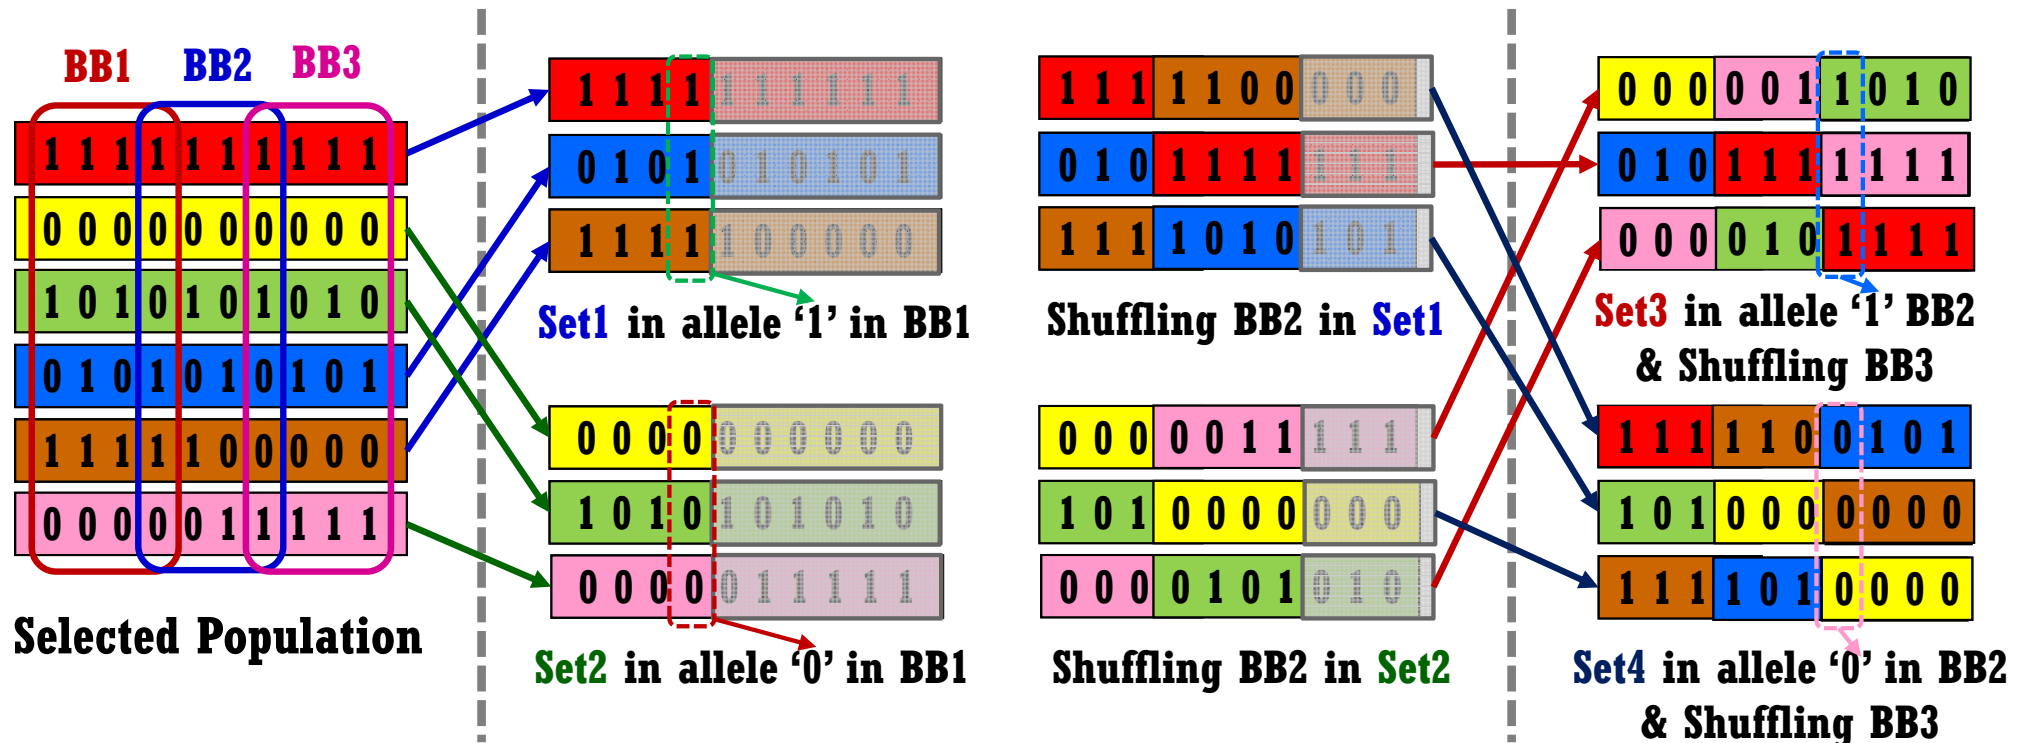 BB1 BB2 BB3
1 1 1 1 1 1 1 1 1 1
0 0 0 0 0 0 0 0 0 0
1 0 1 0 1 0 1 0 1 0
0 1 0 1 0 1 0 1 0 1
1 1 1 1 1 0 0 0 0 0
0 0 0 0 0 1 1 1 1 1
Selected Population
1 1 1 1 1 1 1 1 1 1
0 1 0 1 0 1 0 1 0 1
1 1 1 1 1 0 0 0 0 0
Set1 in allele ‘1’ in BB1
0 0 0 0 0 0 0 0 0 0
1 0 1 0 1 0 1 0 1 0
0 0 0 0 0 1 1 1 1 1
Set2 in allele ‘0’ in BB1
1 1 1 1 1 0 0 0 0 0
0 1 0 1 1 1 1 1 1 1
1 1 1 1 0 1 0 1 0 1
Shuffling BB2 in Set1
0 0 0 0 0 1 1 1 1 1
1 0 1 0 0 0 0 0 0 0
0 0 0 0 1 0 1 0 1 0
Shuffling BB2 in Set2
0 0 0 0 0 1 1 0 1 0
0 1 0 1 1 1 1 1 1 1
0 0 0 0 1 0 1 1 1 1
Set3 in allele ‘1’ BB2
& Shuffling BB3
1 1 1 1 1 0 0 1 0 1
1 0 1 0 0 0 0 0 0 0
1 1 1 1 0 1 0 0 0 0
Set4 in allele ‘0’ in BB2
& Shuffling BB3